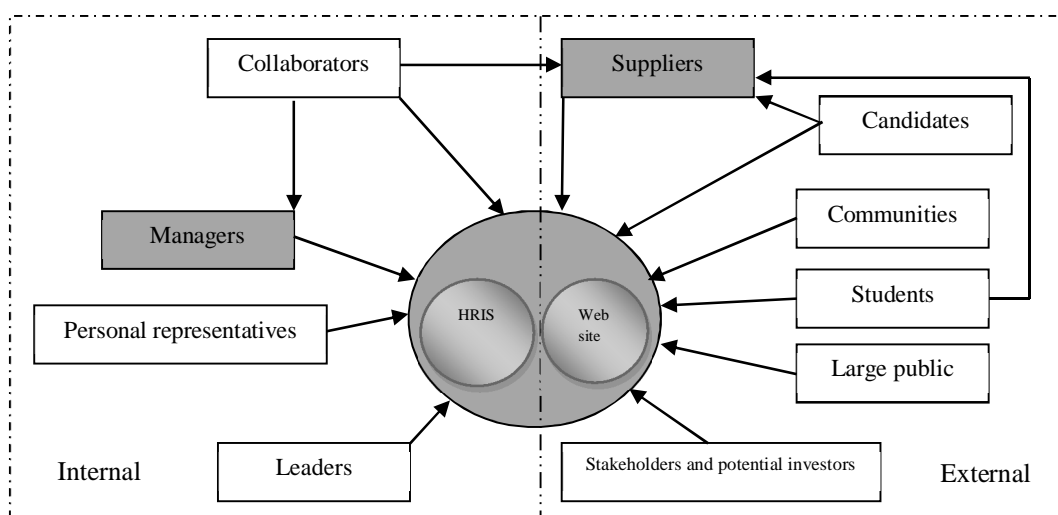 Collaborators
Suppliers
Candidates
Managers
Communities
Personal representatives
HRIS
Web
site
Students
Large public
Internal
Leaders
Stakeholders and potential investors
External